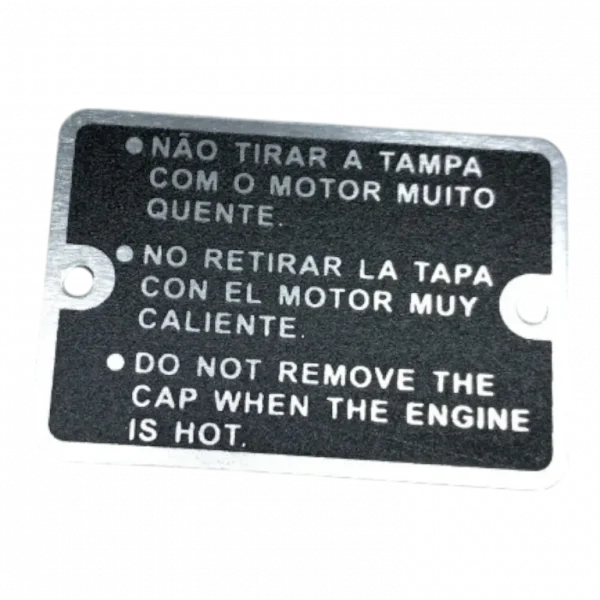 ● NÃO TIRAR A TAMPA
COM O MOTOR MUITO
QUENTE.
● NO RETIRAR LA TAPA
CON EL MOTOR MUY
CALIENTE.
● DO NOT REMOVE THE
CAP WHEN THE ENGINE
IS HOT.